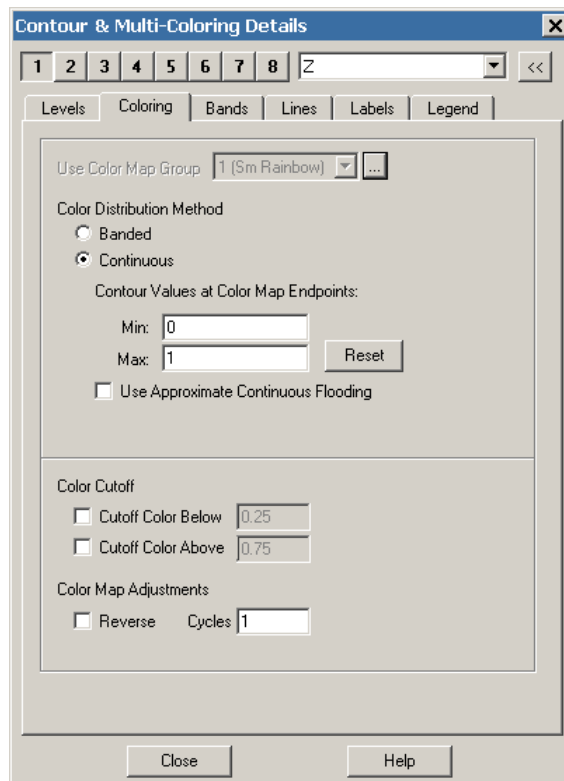 Contour & Multi-Coloring Details
1 2 3 4 5 6 7 8 Z <<
Levels Coloring Bands Lines Labels Legend
Use Color Map Group 1 (Sm Rainbow) ...
Color Distribution Method
Banded
Continuous
Contour Values at Color Map Endpoints:
Min: 0
Max: 1 Reset
Use Approximate Continuous Flooding
Color Cutoff
Cutoff Color Below 0.25
Cutoff Color Above 0.75
Color Map Adjustments
Reverse Cycles 1
Close Help